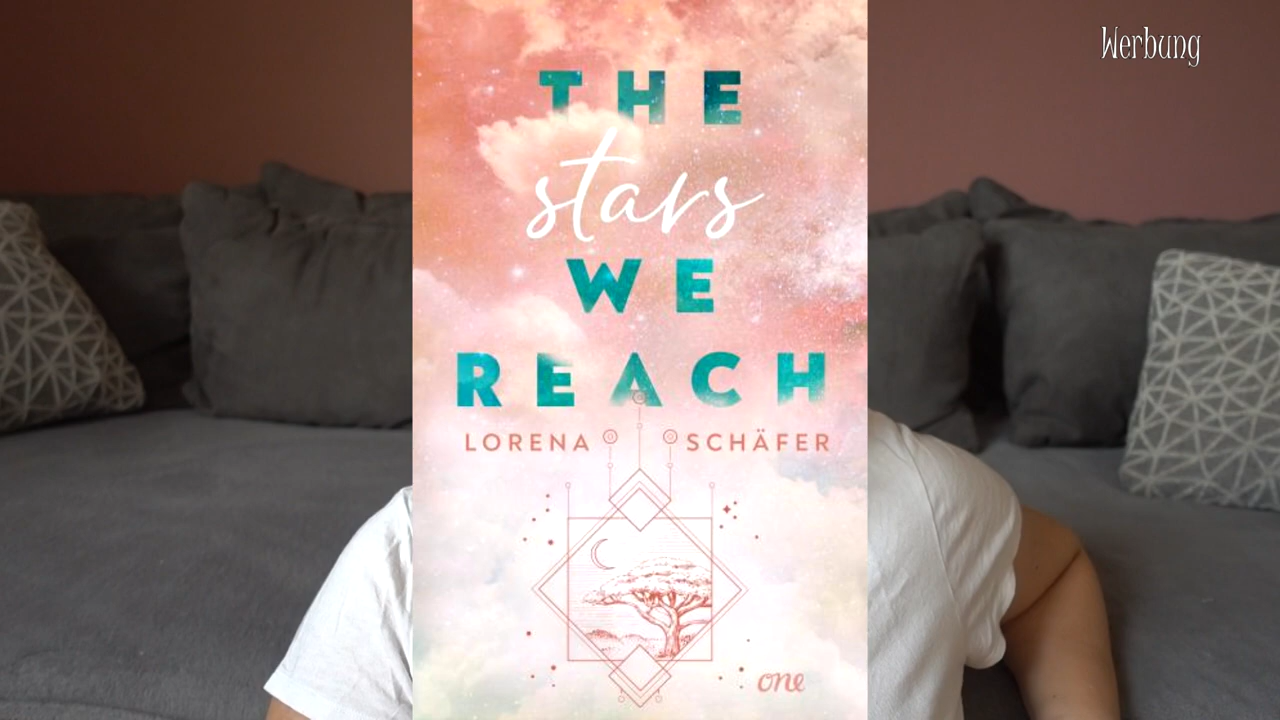 Werbung
THE
stars
WE
REACH
LORENA SCHÄFER
one